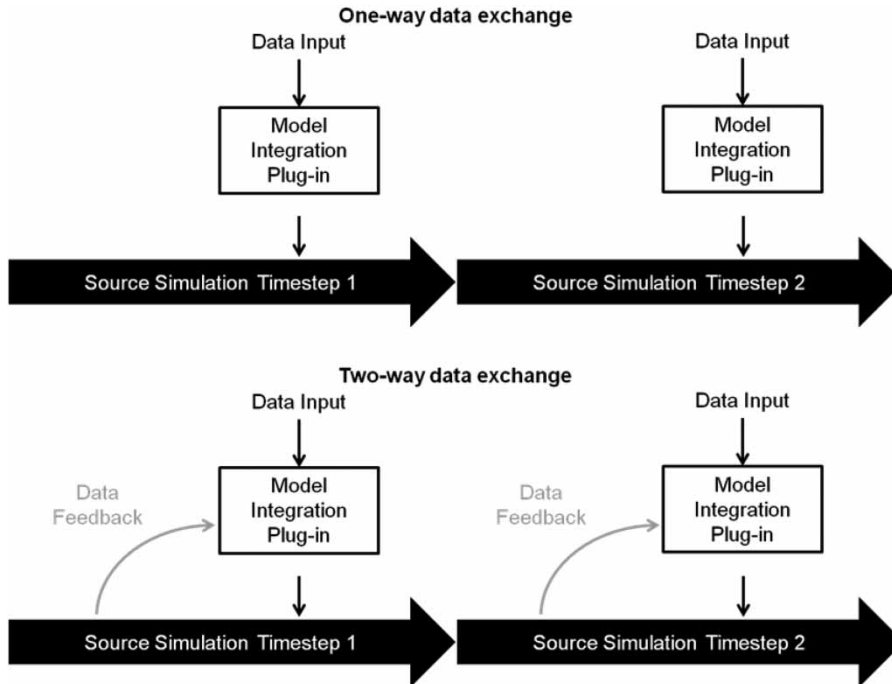 One-way data exchange
Data Input
Data Input
Model
Integration
Plug-in
Model
Integration
Plug-in
Source Simulation Timestep 1
Source Simulation Timestep 2
Two-way data exchange
Data Input
Data Input
Data
Feedback
Model
Integration
Plug-in
Data
Feedback
Model
Integration
Plug-in
Source Simulation Timestep 1
Source Simulation Timestep 2